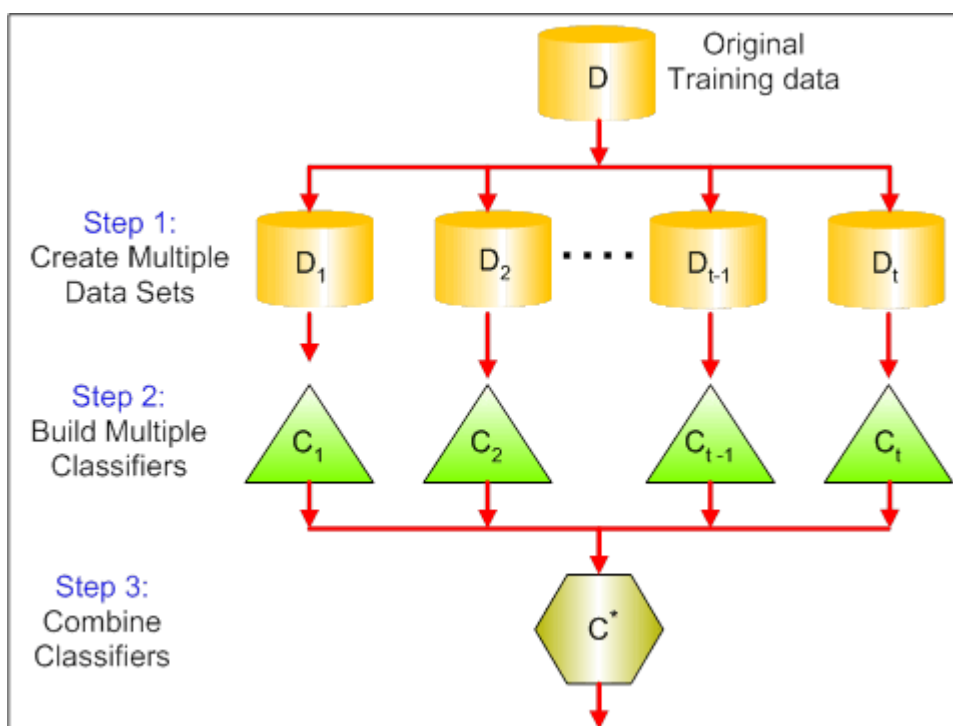 Original
Training data
D
Step 1:
Create Multiple
Data Sets
D1
D2
....
Dt-1
Dt
Step 2:
Build Multiple
Classifiers
C1
C2
Ct-1
Ct
Step 3:
Combine
Classifiers
C*